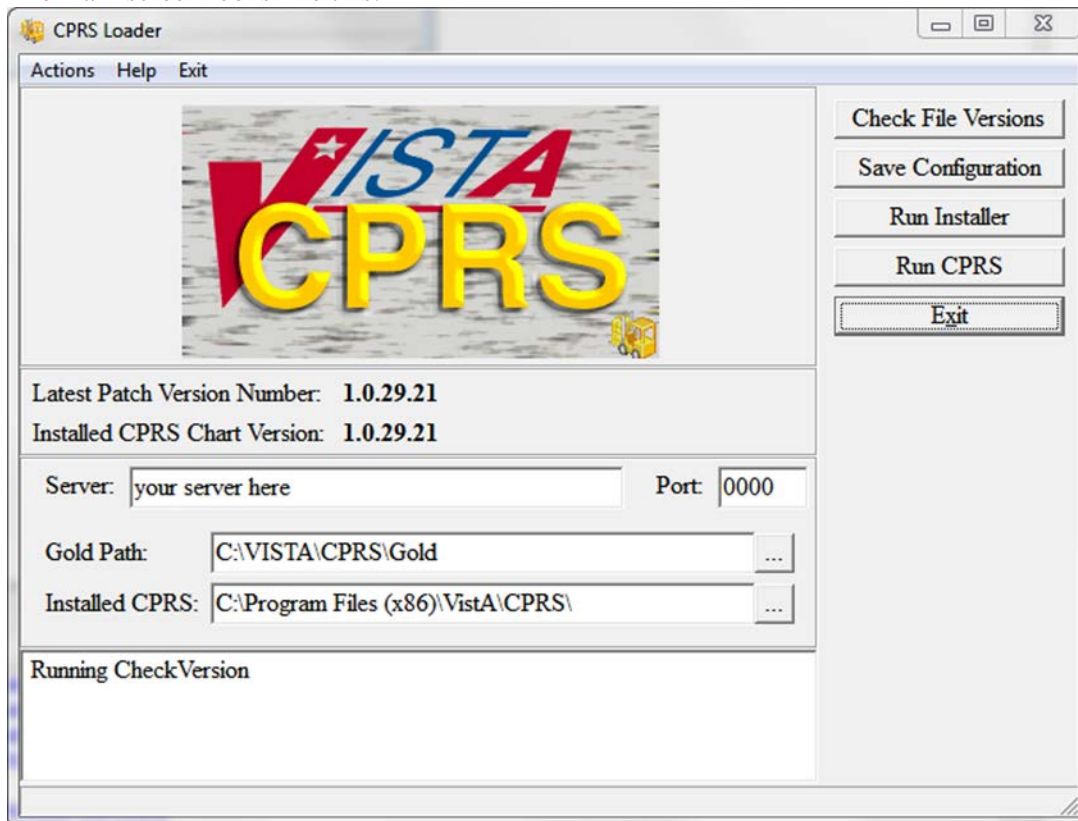 CPRS Loader
Actions Help Exit
VISTA
CPRS
Check File Versions
Save Configuration
Run Installer
Run CPRS
Exit
Latest Patch Version Number: 1.0.29.21
Installed CPRS Chart Version: 1.0.29.21
Server: your server here Port: 0000
Gold Path: C:\VISTA\CPRS\Gold ...
Installed CPRS: C:\Program Files (x86)\VistA\CPRS\ ...
Running CheckVersion